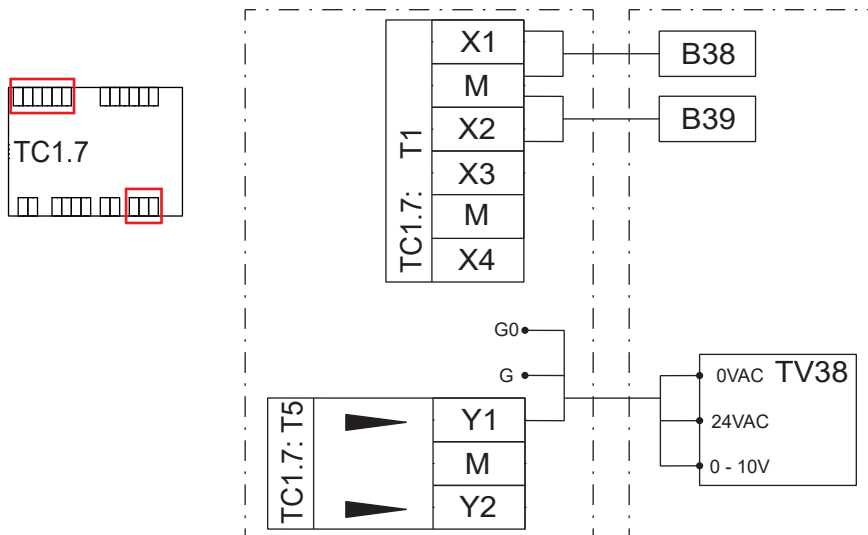 TC1.7
TC1.7: T1
X1
M
X2
X3
M
X4
B38
B39
G0
G
TC1.7: T5
Y1
M
Y2
TV38
0VAC
24VAC
0 - 10V